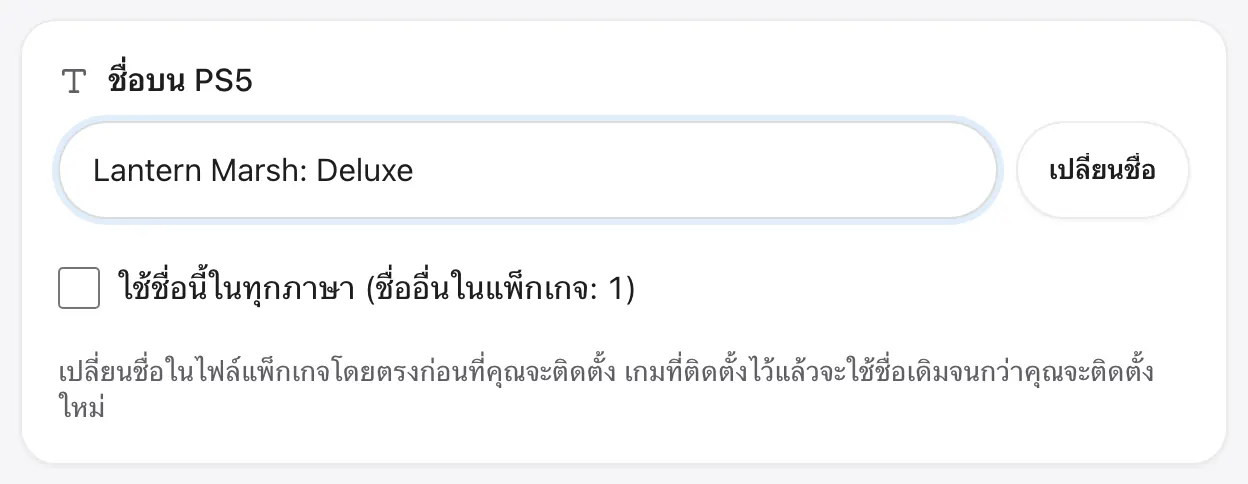 ชื่อบน PS5
Lantern Marsh: Deluxe
เปลี่ยนชื่อ
ใช้ชื่อนี้ในทุกภาษา (ชื่ออื่นในแพ็กเกจ: 1)
เปลี่ยนชื่อในไฟล์แพ็กเกจโดยตรงก่อนที่คุณจะติดตั้ง เกมที่ติดตั้งไว้แล้วจะใช้ชื่อเดิมจนกว่าคุณจะติดตั้ง
ใหม่